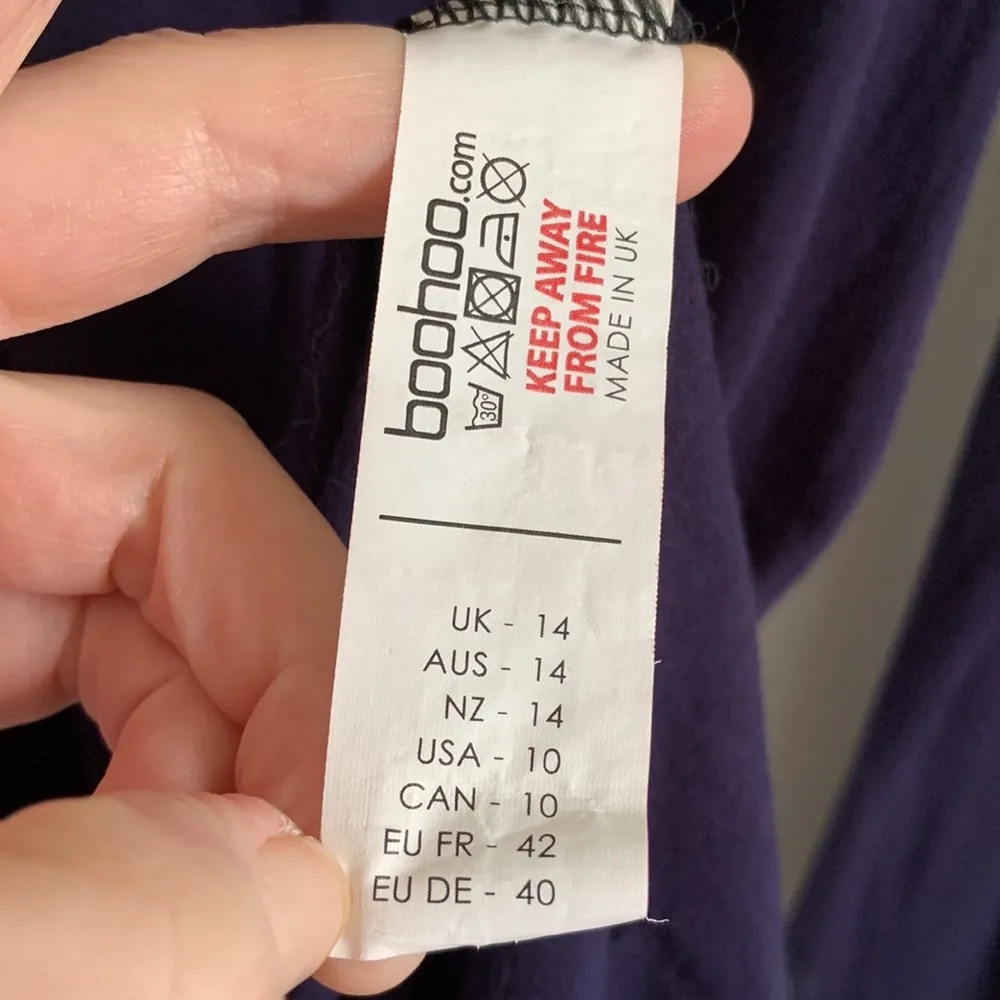 boohoo.com
30°
KEEP AWAY
FROM FIRE
MADE IN UK
UK - 14
AUS - 14
NZ - 14
USA - 10
CAN - 10
EU FR - 42
EU DE - 40